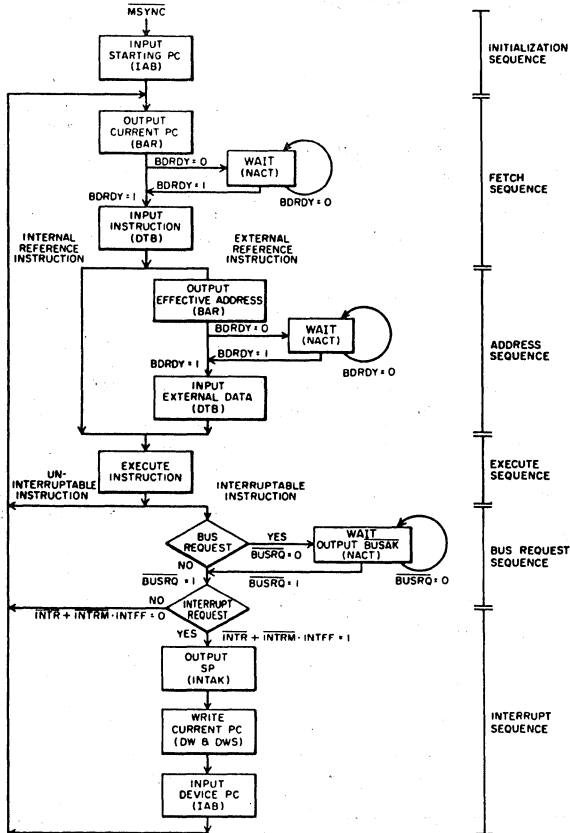 MSYNC
INPUT
STARTING PC
(IAB)
INITIALIZATION
SEQUENCE
OUTPUT
CURRENT PC
(BAR)
BDRDY=0
WAIT
(NACT)
BDRDY=1
BDRDY=0
BDRDY=1
FETCH
SEQUENCE
INPUT
INSTRUCTION
(DTB)
INTERNAL
REFERENCE
INSTRUCTION
EXTERNAL
REFERENCE
INSTRUCTION
OUTPUT
EFFECTIVE ADDRESS
(BAR)
BDRDY=0
WAIT
(NACT)
BDRDY=1
BDRDY=1
BDRDY=0
ADDRESS
SEQUENCE
INPUT
EXTERNAL DATA
(DTB)
EXECUTE
INSTRUCTION
EXECUTE
SEQUENCE
UN-
INTERRUPTABLE
INSTRUCTION
INTERRUPTABLE
INSTRUCTION
BUS
REQUEST
YES
BUSRQ=0
WAIT
OUTPUT BUSAK
(NACT)
BUS REQUEST
SEQUENCE
NO
BUSRQ=1
BUSRQ=1
BUSRQ=0
INTERRUPT
REQUEST
NO
INTR + INTRM · INTFF = 0
YES
INTR + INTRM · INTFF = 1
OUTPUT
SP
(INTAK)
WRITE
CURRENT PC
(DW & DWS)
INTERRUPT
SEQUENCE
INPUT
DEVICE PC
(IAB)